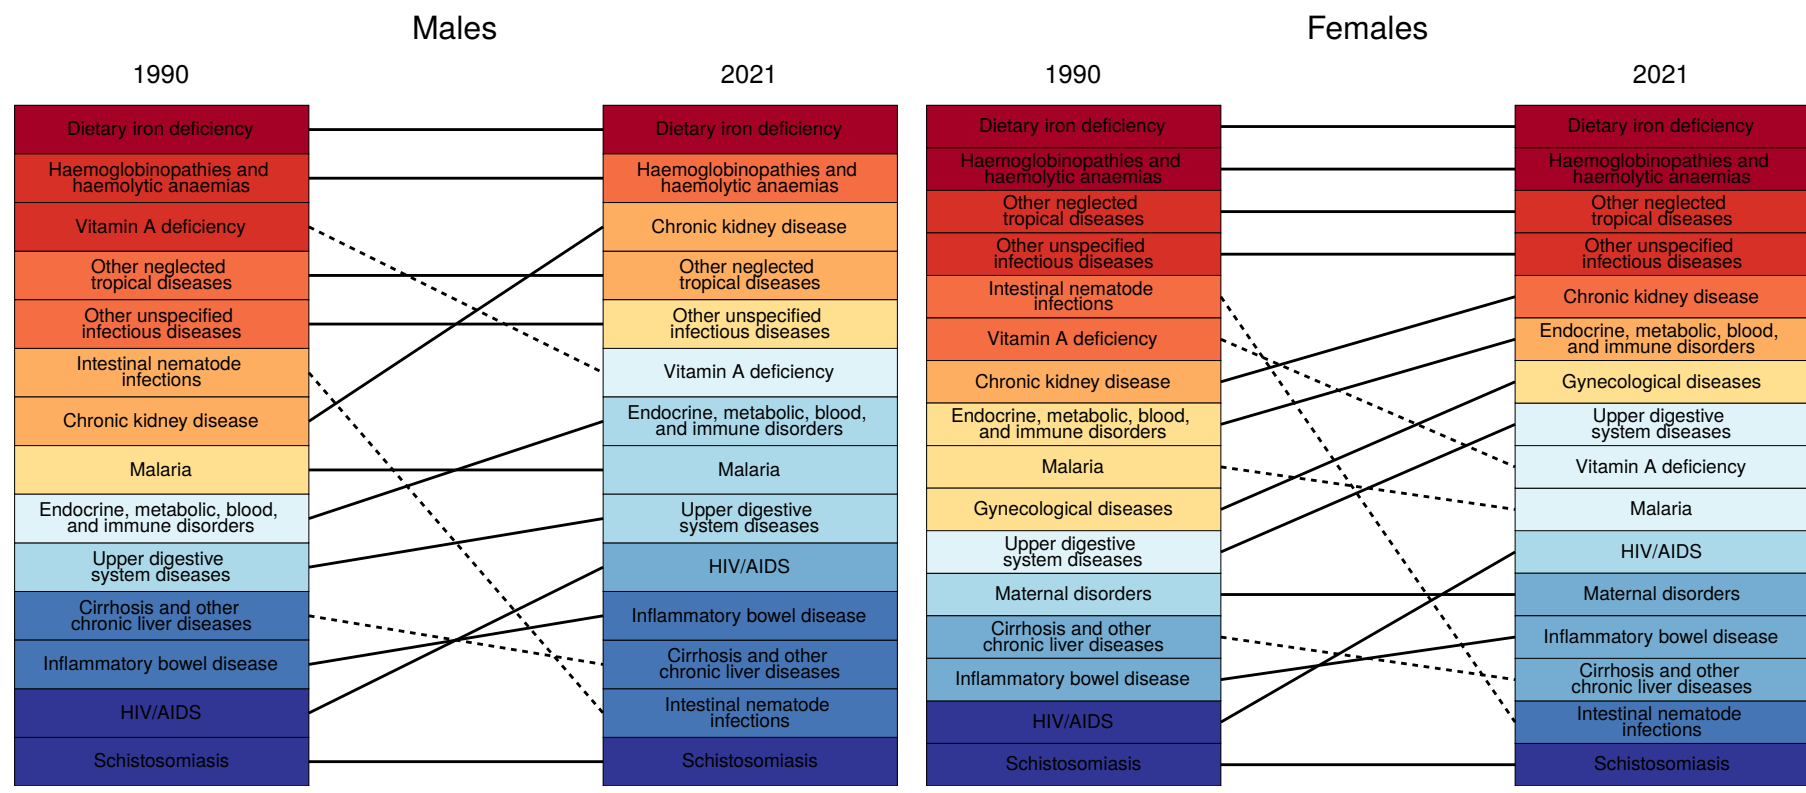 Males
1990
2021
Dietary iron deficiency
Haemoglobinopathies and
haemolytic anaemias
Vitamin A deficiency
Other neglected
tropical diseases
Other unspecified
infectious diseases
Intestinal nematode
infections
Chronic kidney disease
Malaria
Endocrine, metabolic, blood,
and immune disorders
Upper digestive
system diseases
Cirrhosis and other
chronic liver diseases
Inflammatory bowel disease
HIV/AIDS
Schistosomiasis
Dietary iron deficiency
Haemoglobinopathies and
haemolytic anaemias
Chronic kidney disease
Other neglected
tropical diseases
Other unspecified
infectious diseases
Vitamin A deficiency
Endocrine, metabolic, blood,
and immune disorders
Malaria
Upper digestive
system diseases
HIV/AIDS
Inflammatory bowel disease
Cirrhosis and other
chronic liver diseases
Intestinal nematode
infections
Schistosomiasis
Females
1990
2021
Dietary iron deficiency
Haemoglobinopathies and
haemolytic anaemias
Other neglected
tropical diseases
Other unspecified
infectious diseases
Intestinal nematode
infections
Vitamin A deficiency
Chronic kidney disease
Endocrine, metabolic, blood,
and immune disorders
Malaria
Gynecological diseases
Upper digestive
system diseases
Maternal disorders
Cirrhosis and other
chronic liver diseases
Inflammatory bowel disease
HIV/AIDS
Schistosomiasis
Dietary iron deficiency
Haemoglobinopathies and
haemolytic anaemias
Other neglected
tropical diseases
Other unspecified
infectious diseases
Chronic kidney disease
Endocrine, metabolic, blood,
and immune disorders
Gynecological diseases
Upper digestive
system diseases
Vitamin A deficiency
Malaria
HIV/AIDS
Maternal disorders
Inflammatory bowel disease
Cirrhosis and other
chronic liver diseases
Intestinal nematode
infections
Schistosomiasis